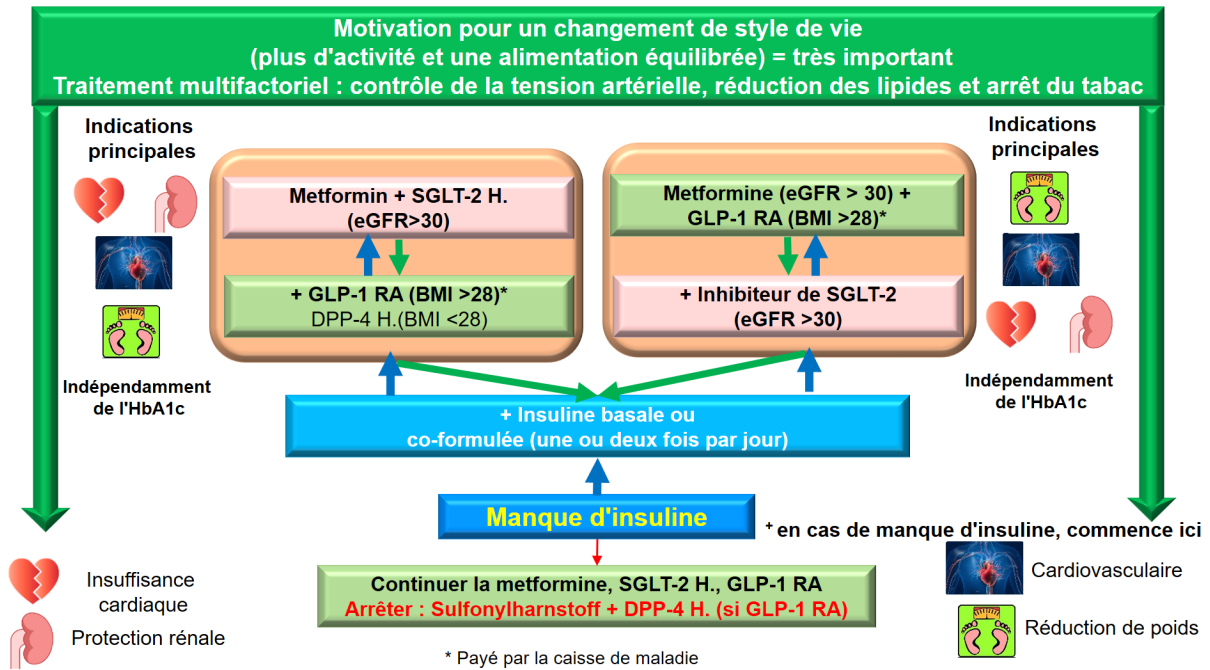 Motivation pour un changement de style de vie
(plus d'activité et une alimentation équilibrée) = très important
Traitement multifactoriel : contrôle de la tension artérielle, réduction des lipides et arrêt du tabac
Indications
principales
Metformin + SGLT-2 H.
(eGFR>30)
+ GLP-1 RA (BMI >28)*
DPP-4 H.(BMI <28)
Indépendamment
de l'HbA1c
Metformine (eGFR > 30) +
GLP-1 RA (BMI >28)*
+ Inhibiteur de SGLT-2
(eGFR >30)
Indications
principales
Indépendamment
de l'HbA1c
+ Insuline basale ou
co-formulée (une ou deux fois par jour)
Manque d'insuline
+ en cas de manque d'insuline, commence ici
Continuer la metformine, SGLT-2 H., GLP-1 RA
Arrêter : Sulfonylharnstoff + DPP-4 H. (si GLP-1 RA)
Insuffisance
cardiaque
Protection rénale
Cardiovasculaire
Réduction de poids
* Payé par la caisse de maladie